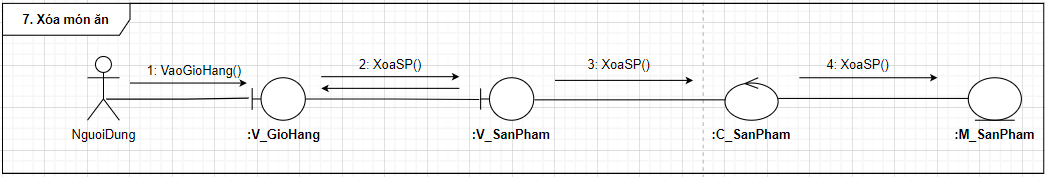 7. Xóa món ăn
1: VaoGioHang()
2: XoaSP()
3: XoaSP()
4: XoaSP()
NguoiDung
:V_GioHang
:V_SanPham
:C_SanPham
:M_SanPham